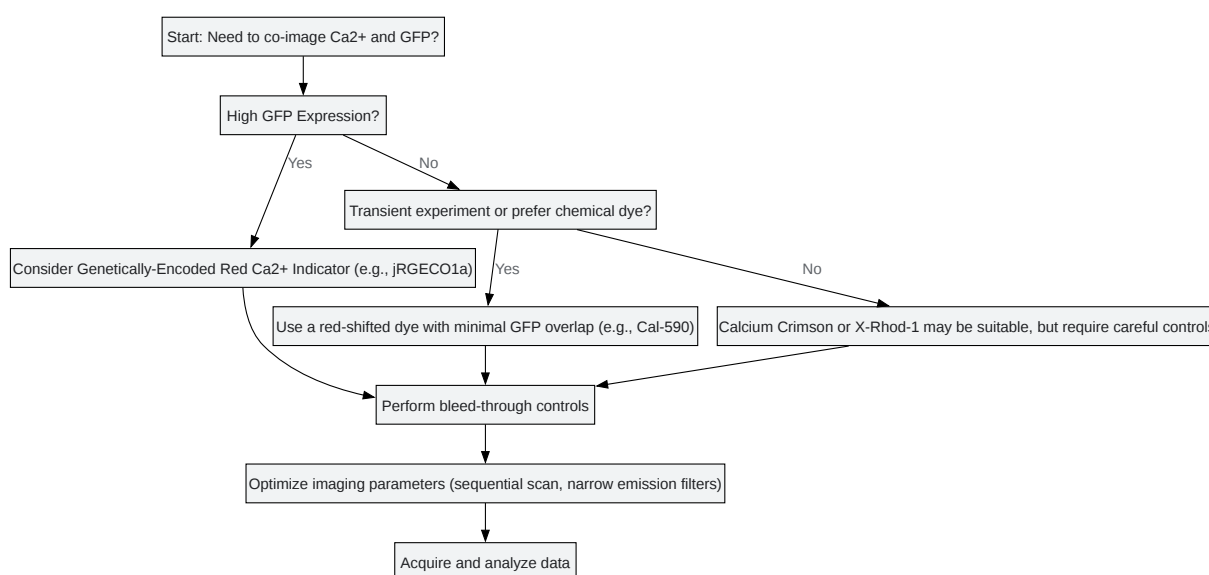 Start: Need to co-image Ca2+ and GFP?
High GFP Expression?
Yes
No
Transient experiment or prefer chemical dye?
Consider Genetically-Encoded Red Ca2+ Indicator (e.g., jRGECO1a)
Yes
No
Use a red-shifted dye with minimal GFP overlap (e.g., Cal-590)
Calcium Crimson or X-Rhod-1 may be suitable, but require careful controls
Perform bleed-through controls
Optimize imaging parameters (sequential scan, narrow emission filters)
Acquire and analyze data